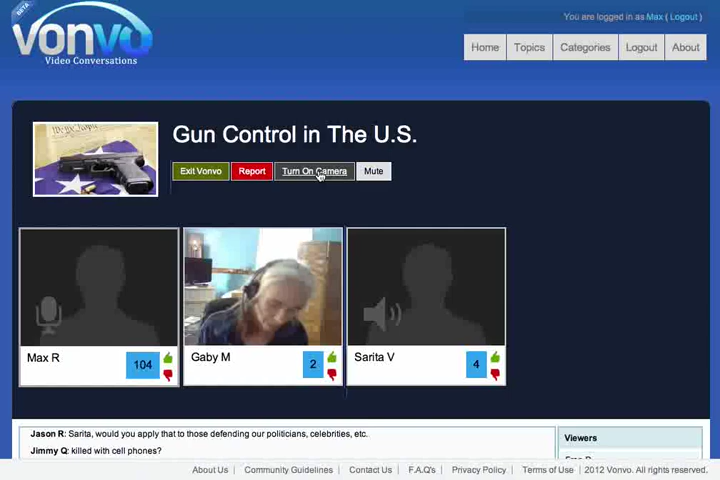 BETA
You are logged in as Max ( Logout )
vonvo
Video Conversations
Home Topics Categories Logout About
We the People
Gun Control in The U.S.
Exit Vonvo Report Turn On Camera Mute
Max R 104
Gaby M 2
Sarita V 4
Jason R: Sarita, would you apply that to those defending our politicians, celebrities, etc.
Viewers
Jimmy Q: killed with cell phones?
About Us | Community Guidelines | Contact Us | F.A.Q's | Privacy Policy | Terms of Use | 2012 Vonvo. All rights reserved.